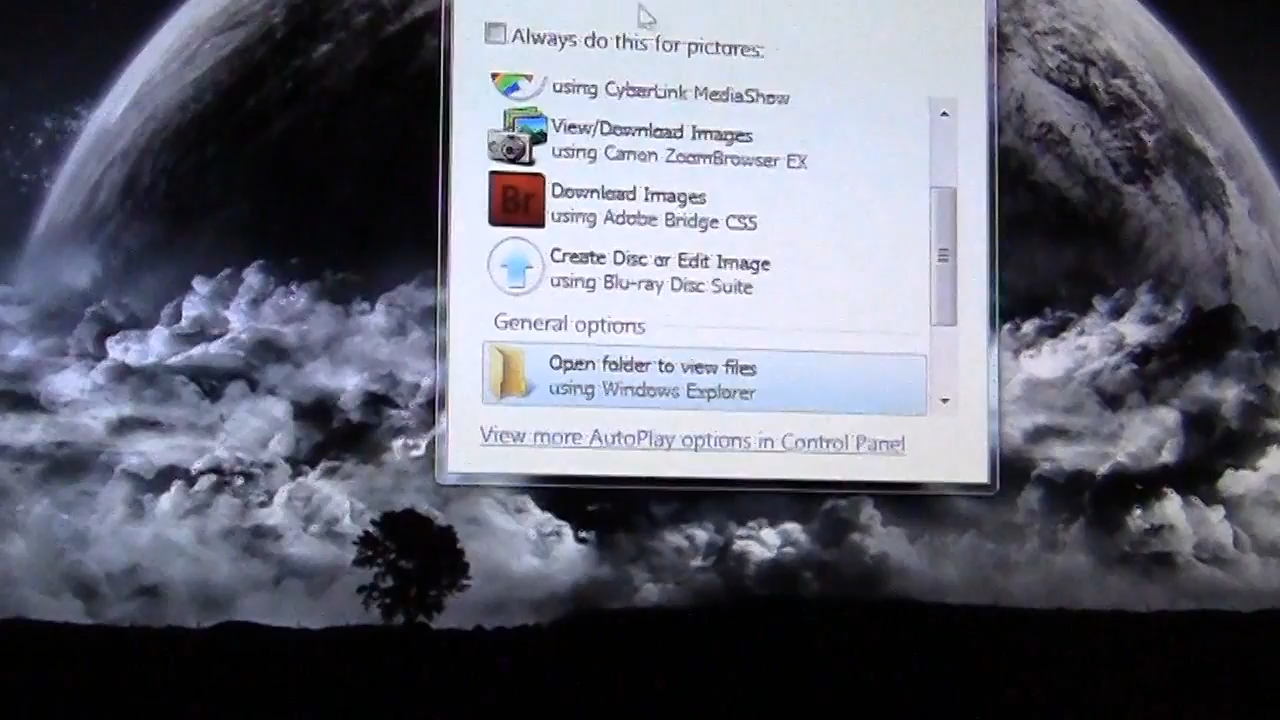 Always do this for pictures:
using CyberLink MediaShow
View/Download Images
using Canon ZoomBrowser EX
Br
Download Images
using Adobe Bridge CS5
Create Disc or Edit Image
using Blu-ray Disc Suite
General options
Open folder to view files
using Windows Explorer
View more AutoPlay options in Control Panel